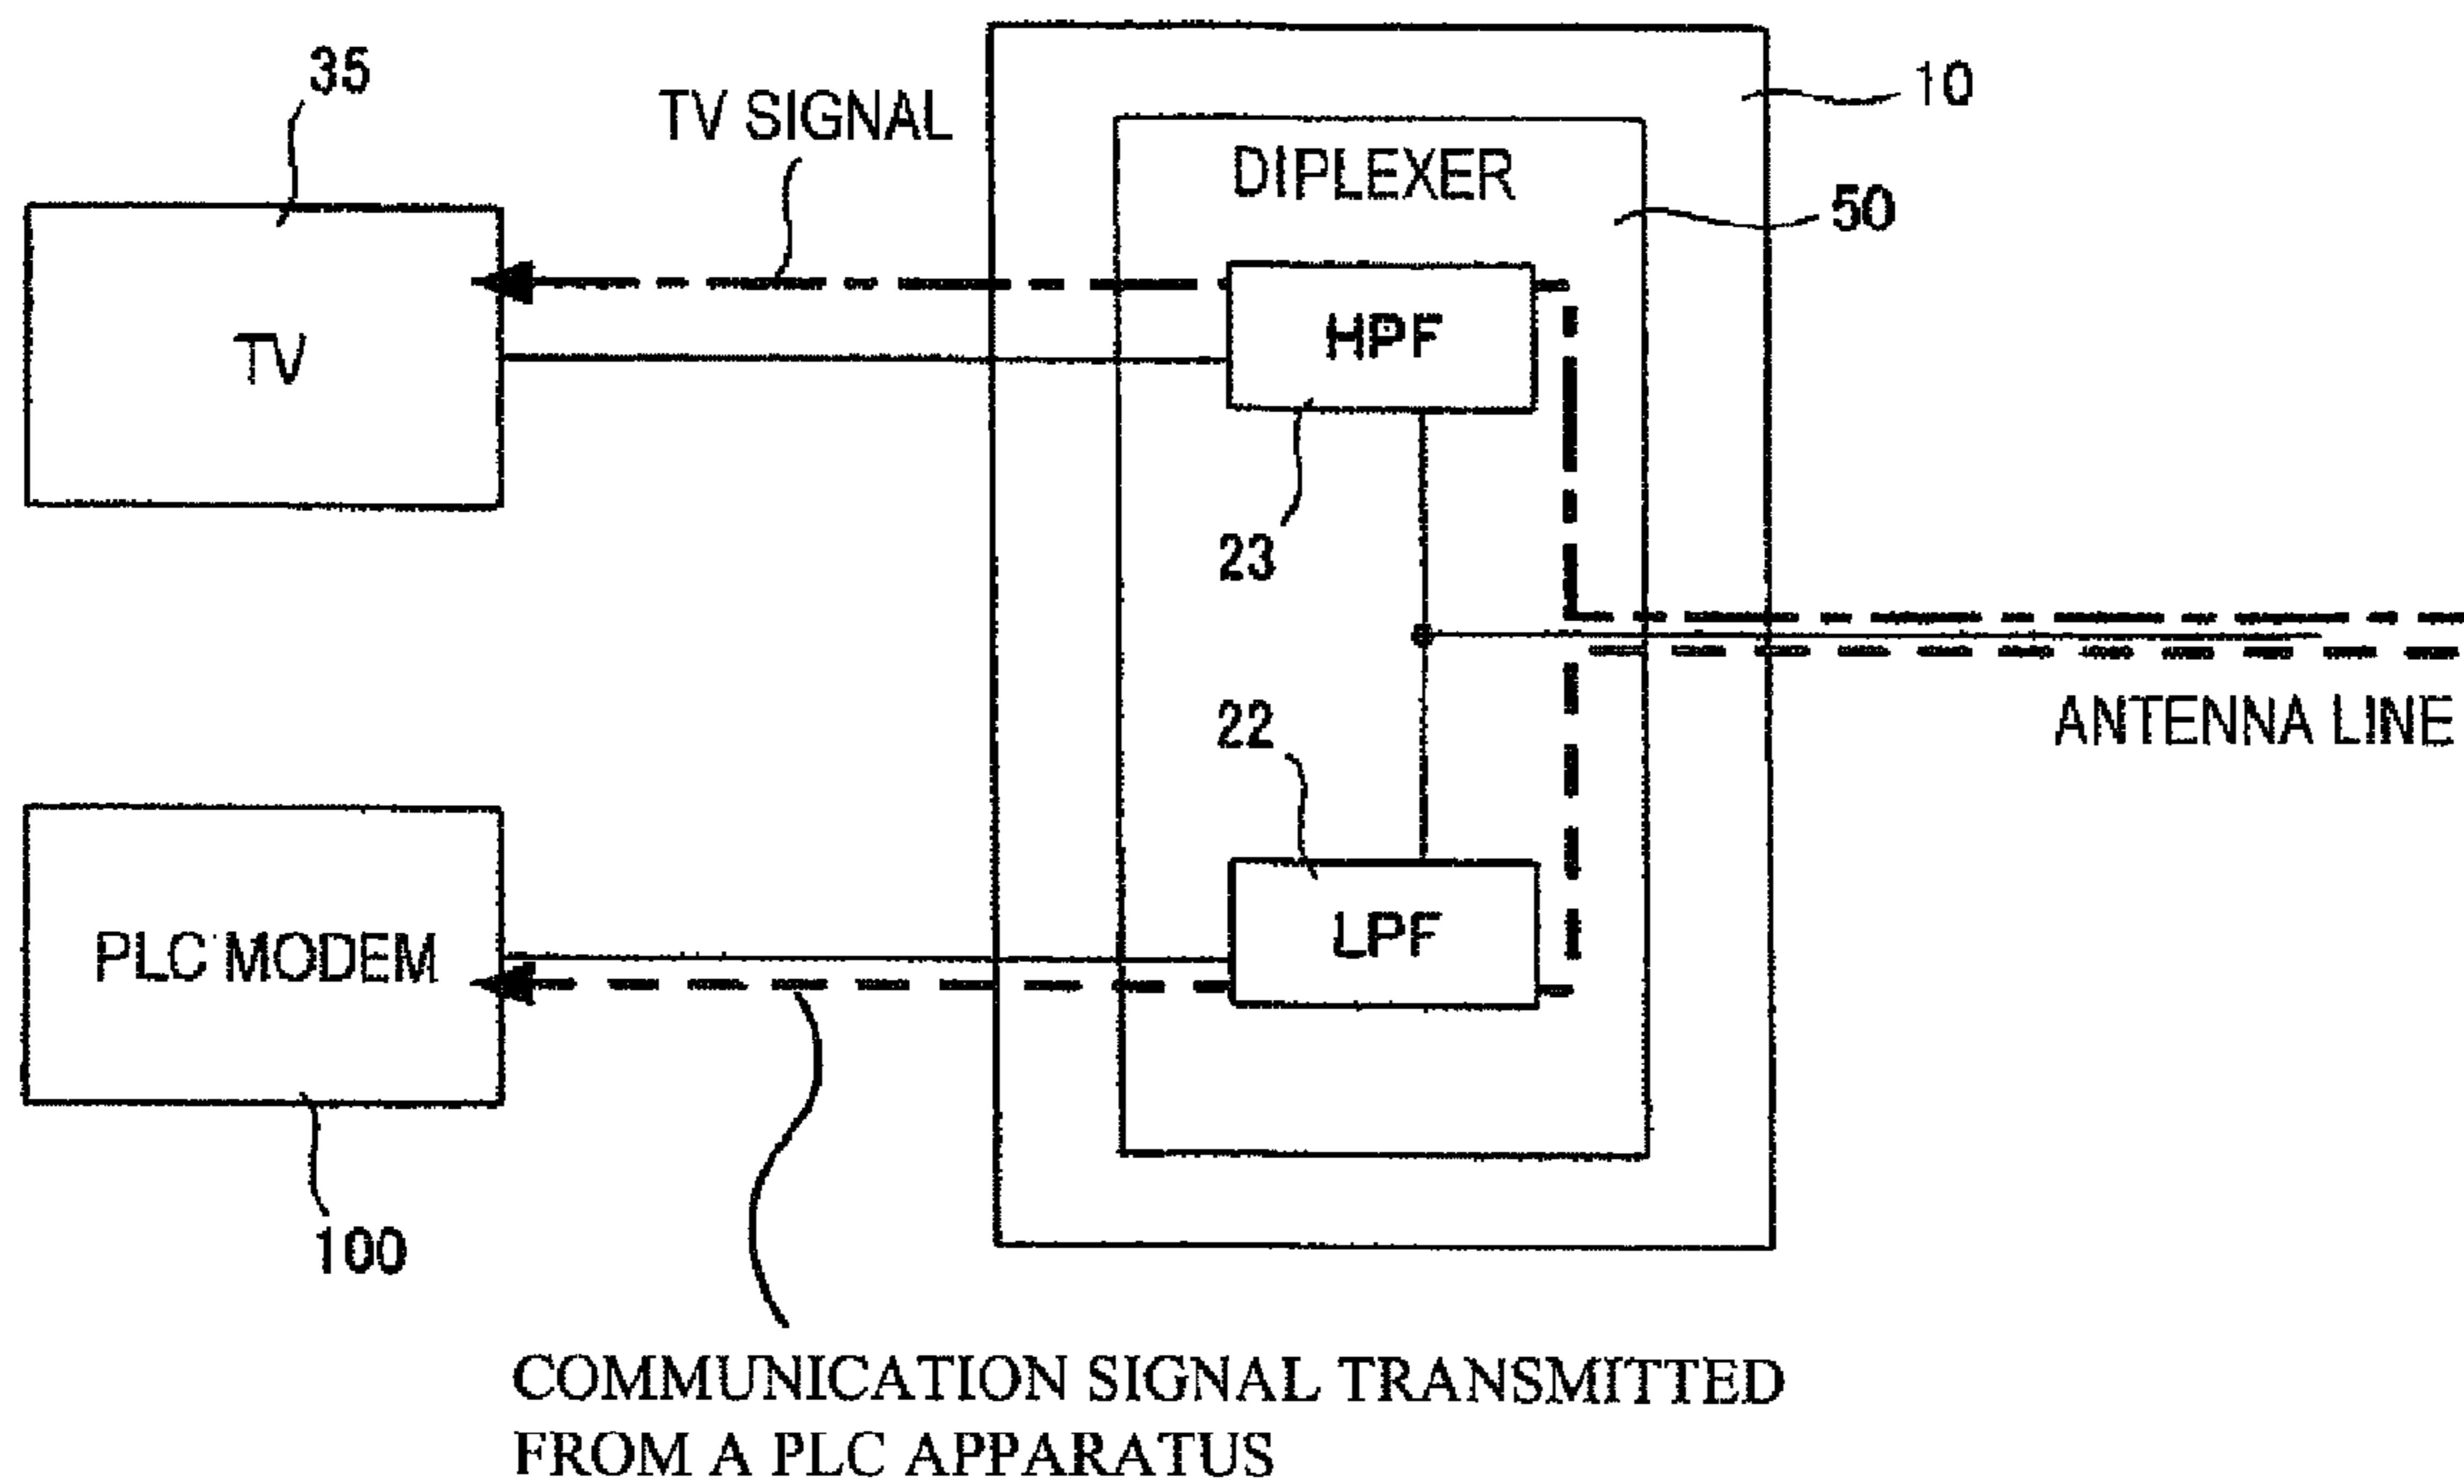 35
TV SIGNAL
10
DIPLEXER
50
HPF
TV
23
22
ANTENNA LINE
LPF
PLC MODEM
100
COMMUNICATION SIGNAL TRANSMITTED
FROM A PLC APPARATUS